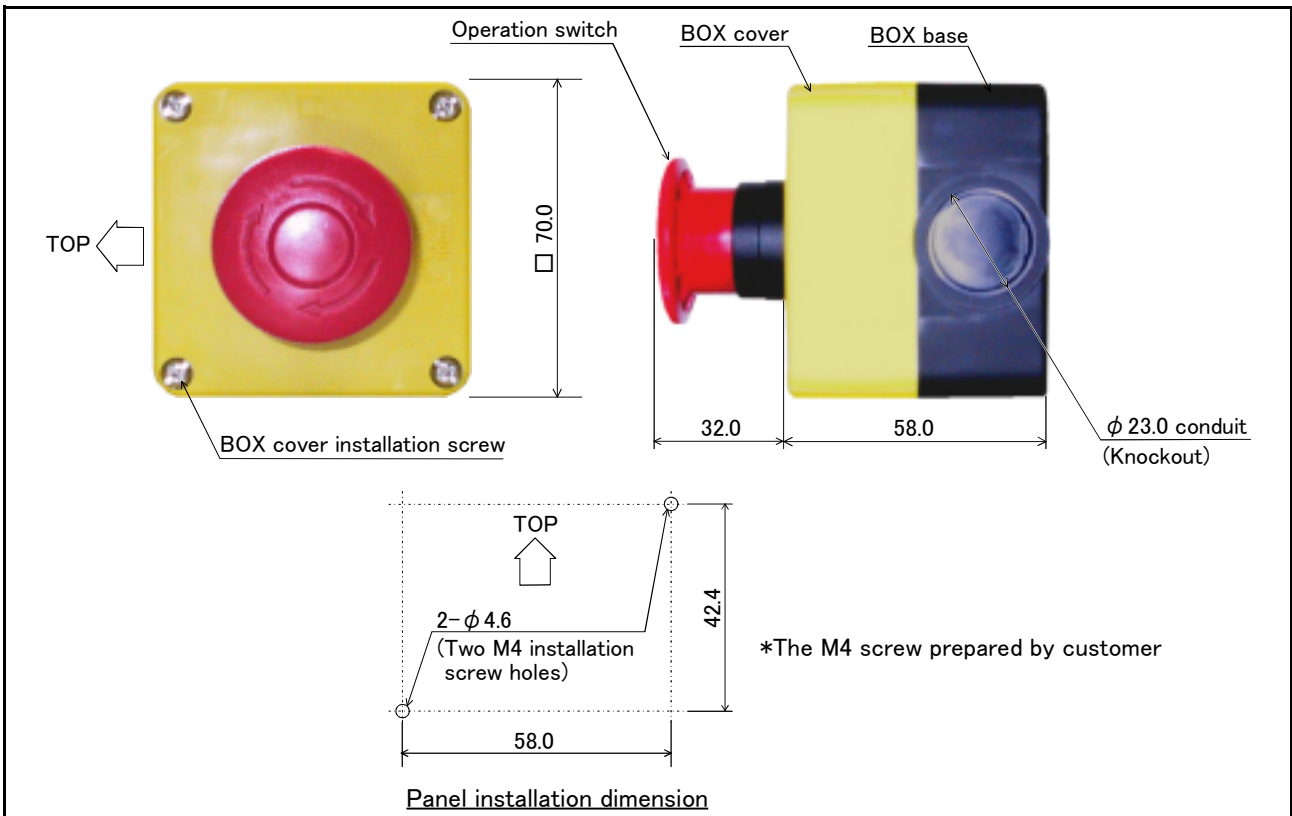 Operation switch
BOX cover
BOX base
TOP
□ 70.0
BOX cover installation screw
32.0
58.0
φ 23.0 conduit
(Knockout)
TOP
2-φ 4.6
(Two M4 installation
screw holes)
42.4
*The M4 screw prepared by customer
58.0
Panel installation dimension